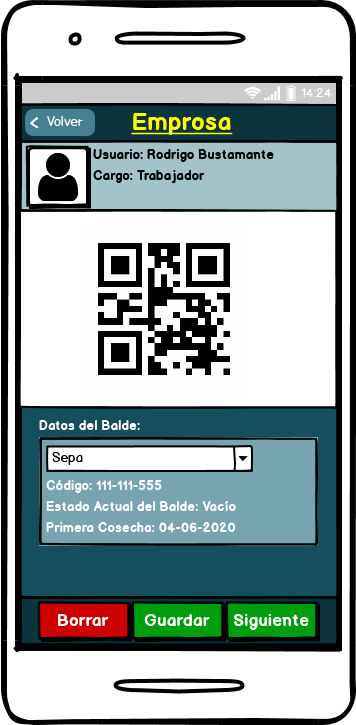 14:24
Volver
Emprosa
Usuario: Rodrigo Bustamante
Cargo: Trabajador
Datos del Balde:
Sepa
Código: 111-111-555
Estado Actual del Balde: Vacío
Primera Cosecha: 04-06-2020
Borrar Guardar Siguiente